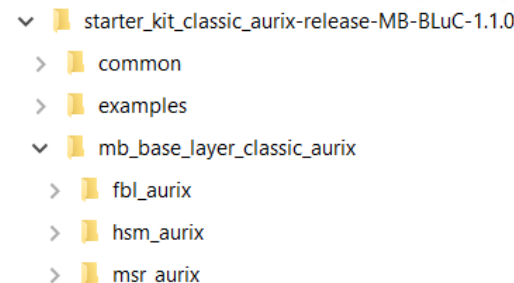 starter_kit_classic_aurix-release-MB-BLuC-1.1.0
common
examples
mb_base_layer_classic_aurix
fbl_aurix
hsm_aurix
msr_aurix